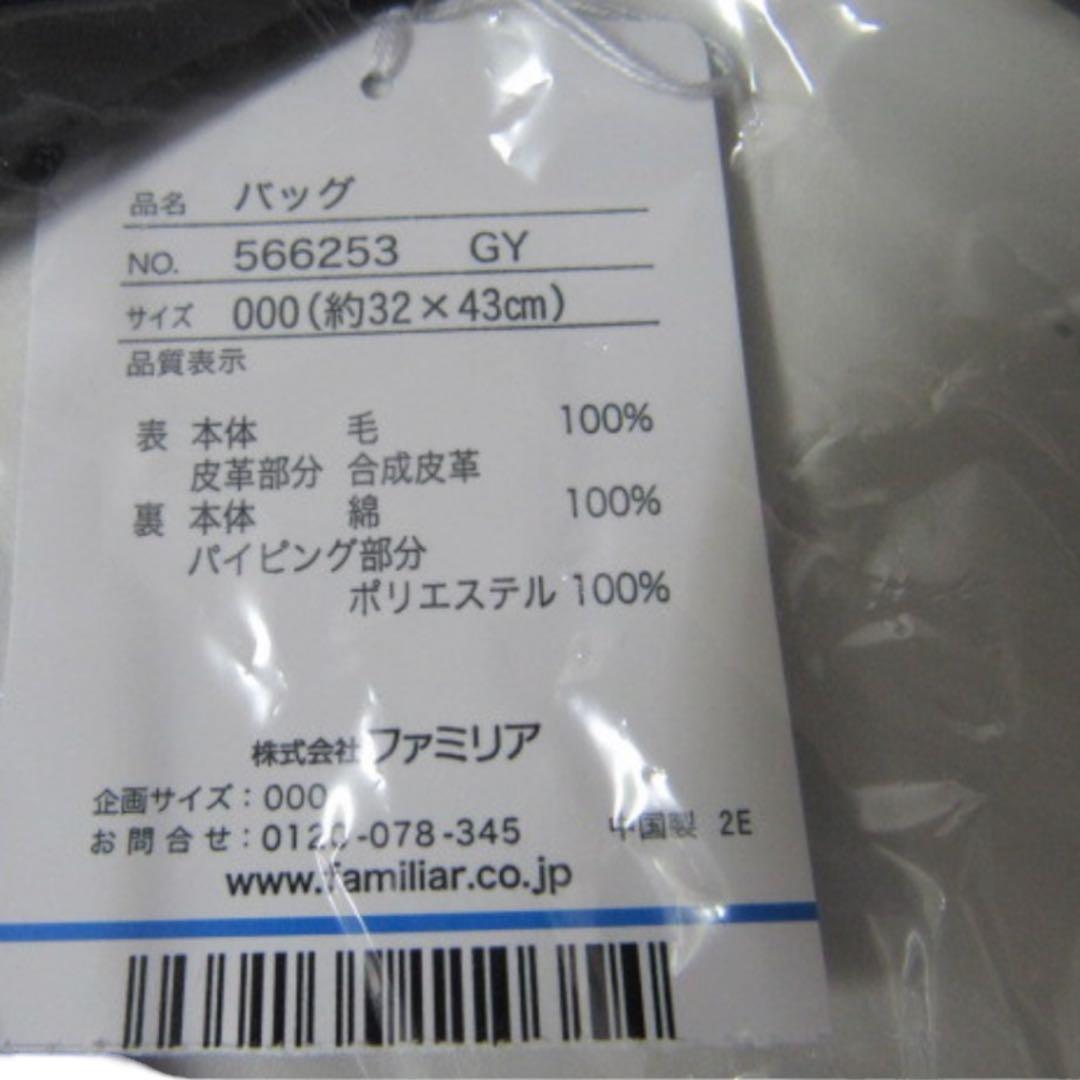 品名 バッグ
NO. 566253 GY
サイズ 000(約32×43cm)
品質表示
表 本体 毛 100%
皮革部分 合成皮革
裏 本体 綿 100%
パイピング部分
ポリエステル 100%
株式会社ファミリア
企画サイズ:000
お問合せ:0120-078-345 中国製 2E
www.familiar.co.jp